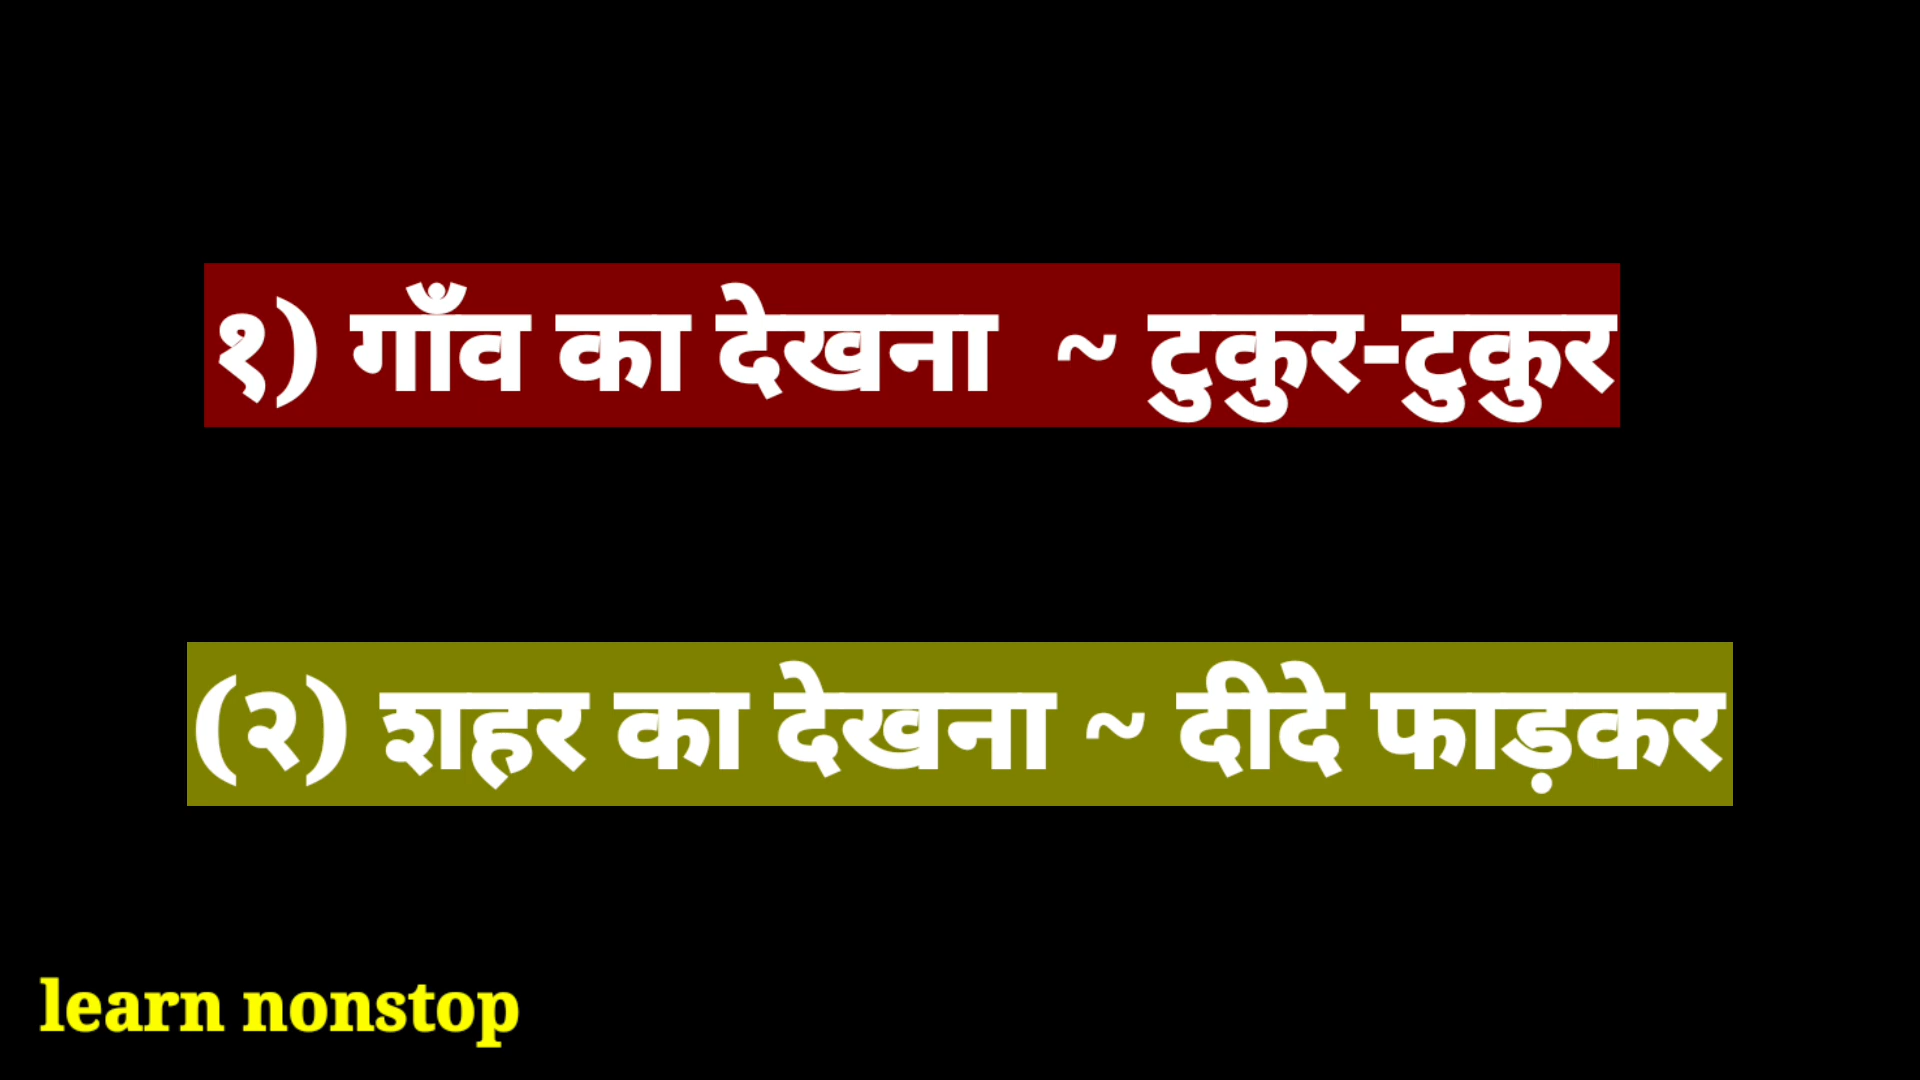 १) गाँव का देखना ~ टुकुर-टुकुर
(२) शहर का देखना ~ दीदे फाड़कर
learn nonstop